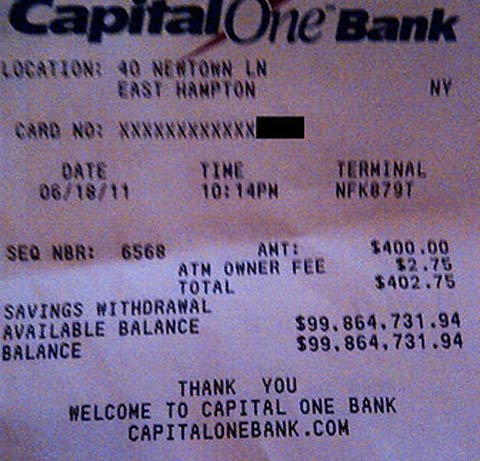 Capital One™ Bank
LOCATION: 40 NEWTOWN LN
EAST HAMPTON NY
CARD NO: XXXXXXXXXXXX
DATE TIME TERMINAL
06/18/11 10:14PM NFK879T
SEQ NBR: 6568 AMT: $400.00
ATM OWNER FEE $2.75
TOTAL $402.75
SAVINGS WITHDRAWAL
AVAILABLE BALANCE $99,864,731.94
BALANCE $99,864,731.94
THANK YOU
WELCOME TO CAPITAL ONE BANK
CAPITALONEBANK.COM